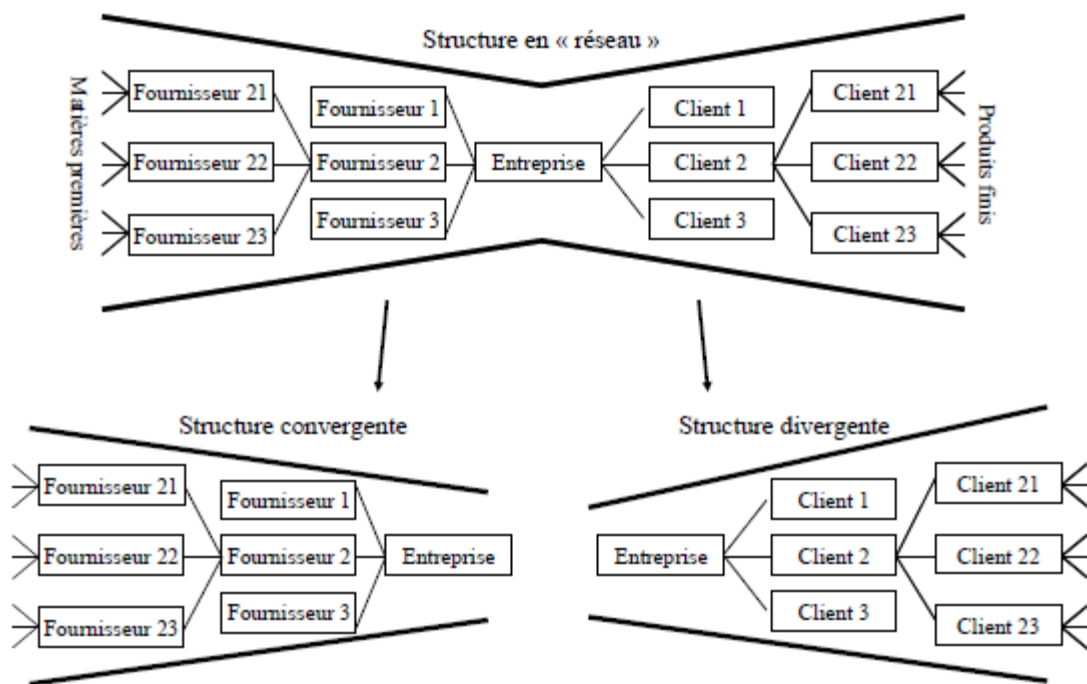 Structure en « réseau »
Matières premières
Fournisseur 21
Fournisseur 22
Fournisseur 23
Fournisseur 1
Fournisseur 2
Fournisseur 3
Entreprise
Client 1
Client 2
Client 3
Client 21
Client 22
Client 23
Produits finis
Structure convergente
Fournisseur 21
Fournisseur 22
Fournisseur 23
Fournisseur 1
Fournisseur 2
Fournisseur 3
Entreprise
Structure divergente
Entreprise
Client 1
Client 2
Client 3
Client 21
Client 22
Client 23